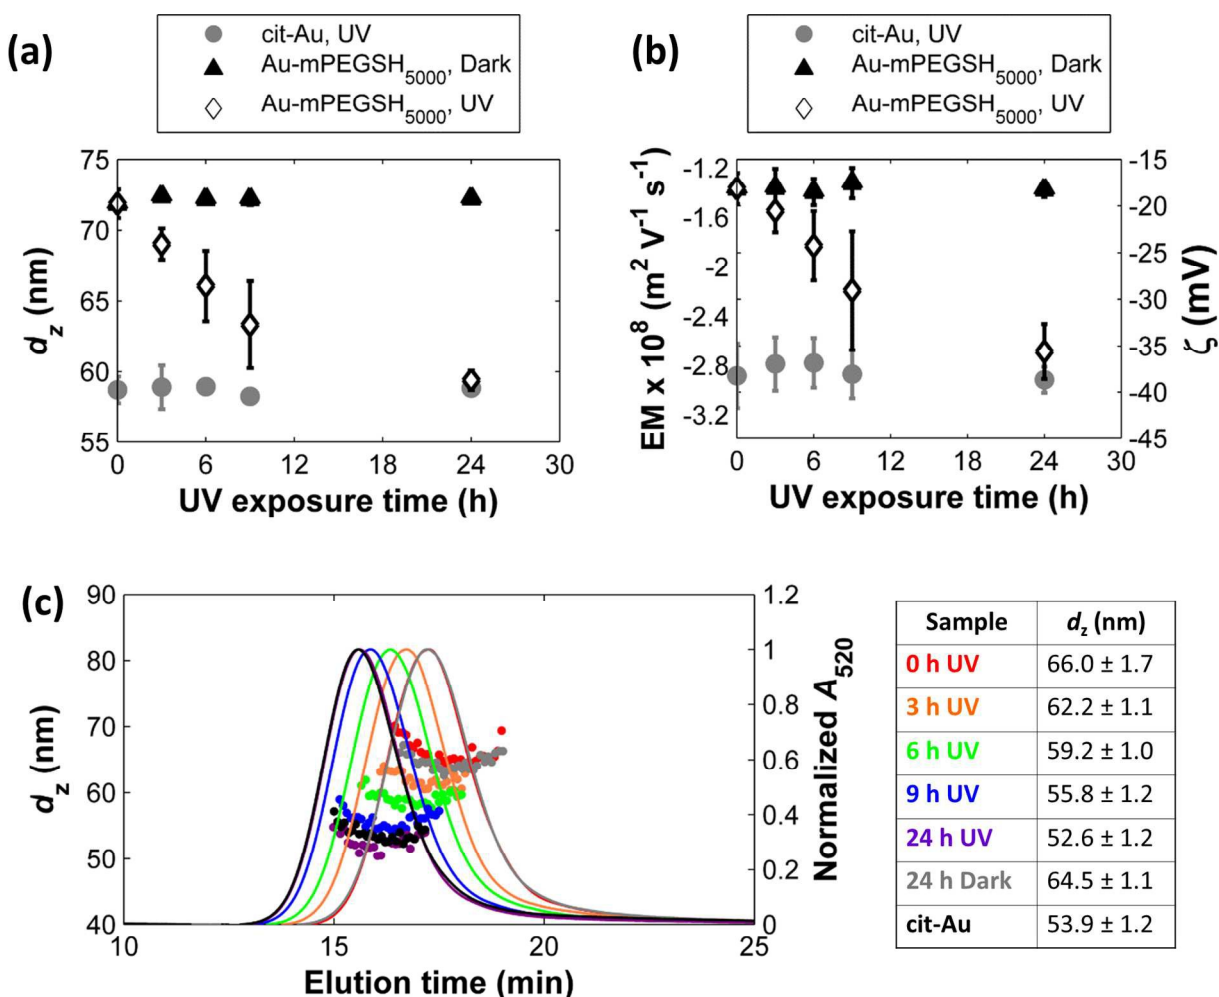 (a)
cit-Au, UV
Au-mPEGSH5000, Dark
Au-mPEGSH5000, UV
75
70
65
60
55
dz (nm)
0 6 12 18 24 30
UV exposure time (h)
(b)
cit-Au, UV
Au-mPEGSH5000, Dark
Au-mPEGSH5000, UV
-1.2
-1.6
-2
-2.4
-2.8
-3.2
EM x 10^8 (m^2 V^-1 s^-1)
-15
-20
-25
-30
-35
-40
-45
ζ (mV)
0 6 12 18 24 30
UV exposure time (h)
(c)
90
80
70
60
50
40
dz (nm)
1.2
1
0.8
0.6
0.4
0.2
0
Normalized A520
10 15 20 25
Elution time (min)
Sample dz (nm)
0 h UV 66.0 ± 1.7
3 h UV 62.2 ± 1.1
6 h UV 59.2 ± 1.0
9 h UV 55.8 ± 1.2
24 h UV 52.6 ± 1.2
24 h Dark 64.5 ± 1.1
cit-Au 53.9 ± 1.2